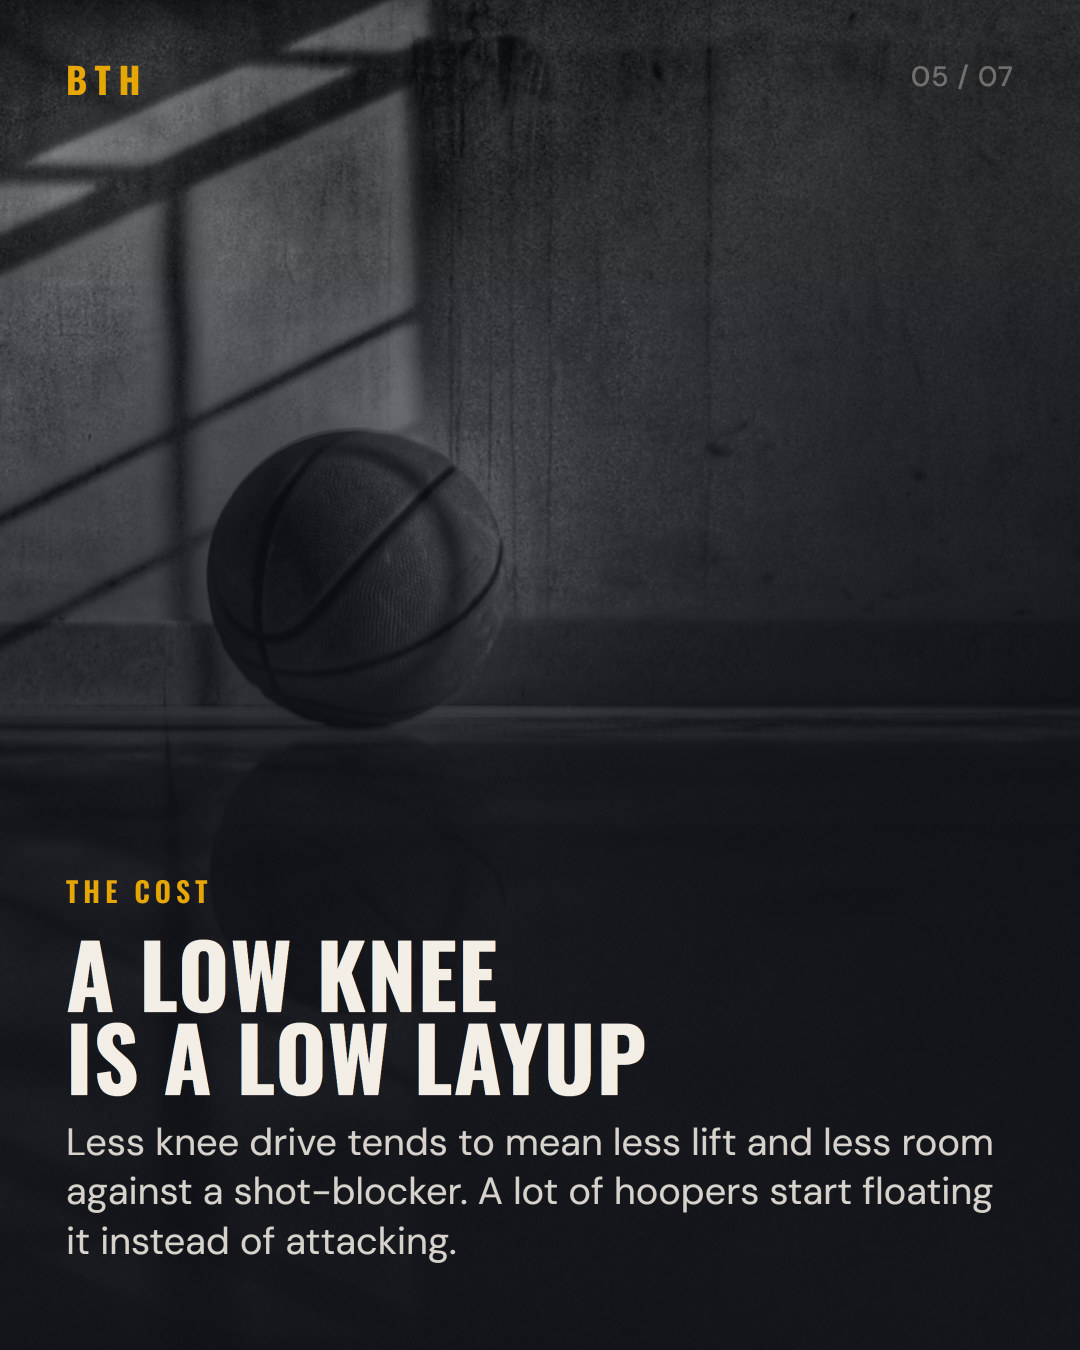 BTH
05 / 07
THE COST
A LOW KNEE
IS A LOW LAYUP
Less knee drive tends to mean less lift and less room
against a shot-blocker. A lot of hoopers start floating
it instead of attacking.